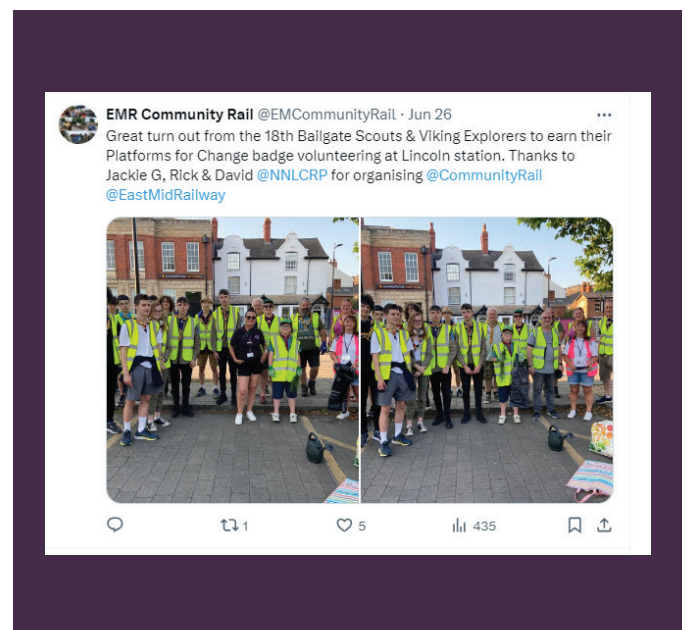 EMR Community Rail @EMCommunityRail · Jun 26
Great turn out from the 18th Bailgate Scouts & Viking Explorers to earn their
Platforms for Change badge volunteering at Lincoln station. Thanks to
Jackie G, Rick & David @NNLCRP for organising @CommunityRail
@EastMidRailway
1
5
435